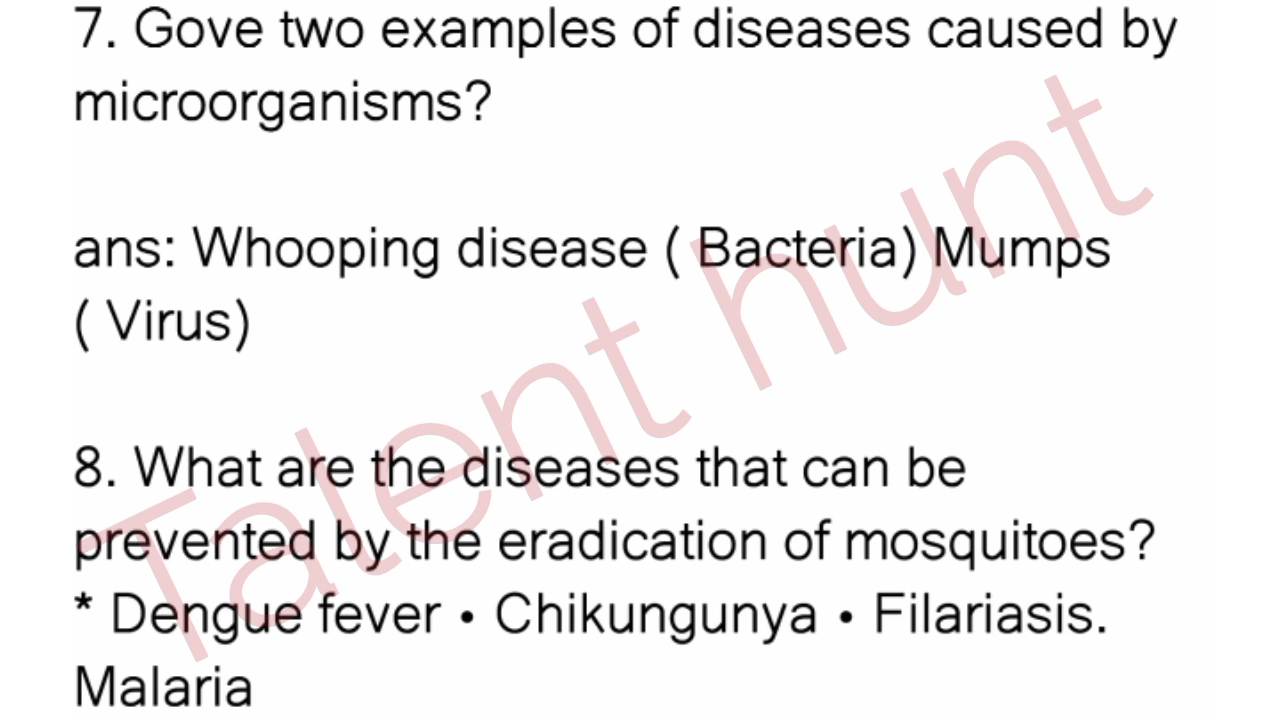 7. Gove two examples of diseases caused by
microorganisms?
ans: Whooping disease ( Bacteria) Mumps
( Virus)
8. What are the diseases that can be
prevented by the eradication of mosquitoes?
* Dengue fever • Chikungunya • Filariasis.
Malaria
Talent hunt